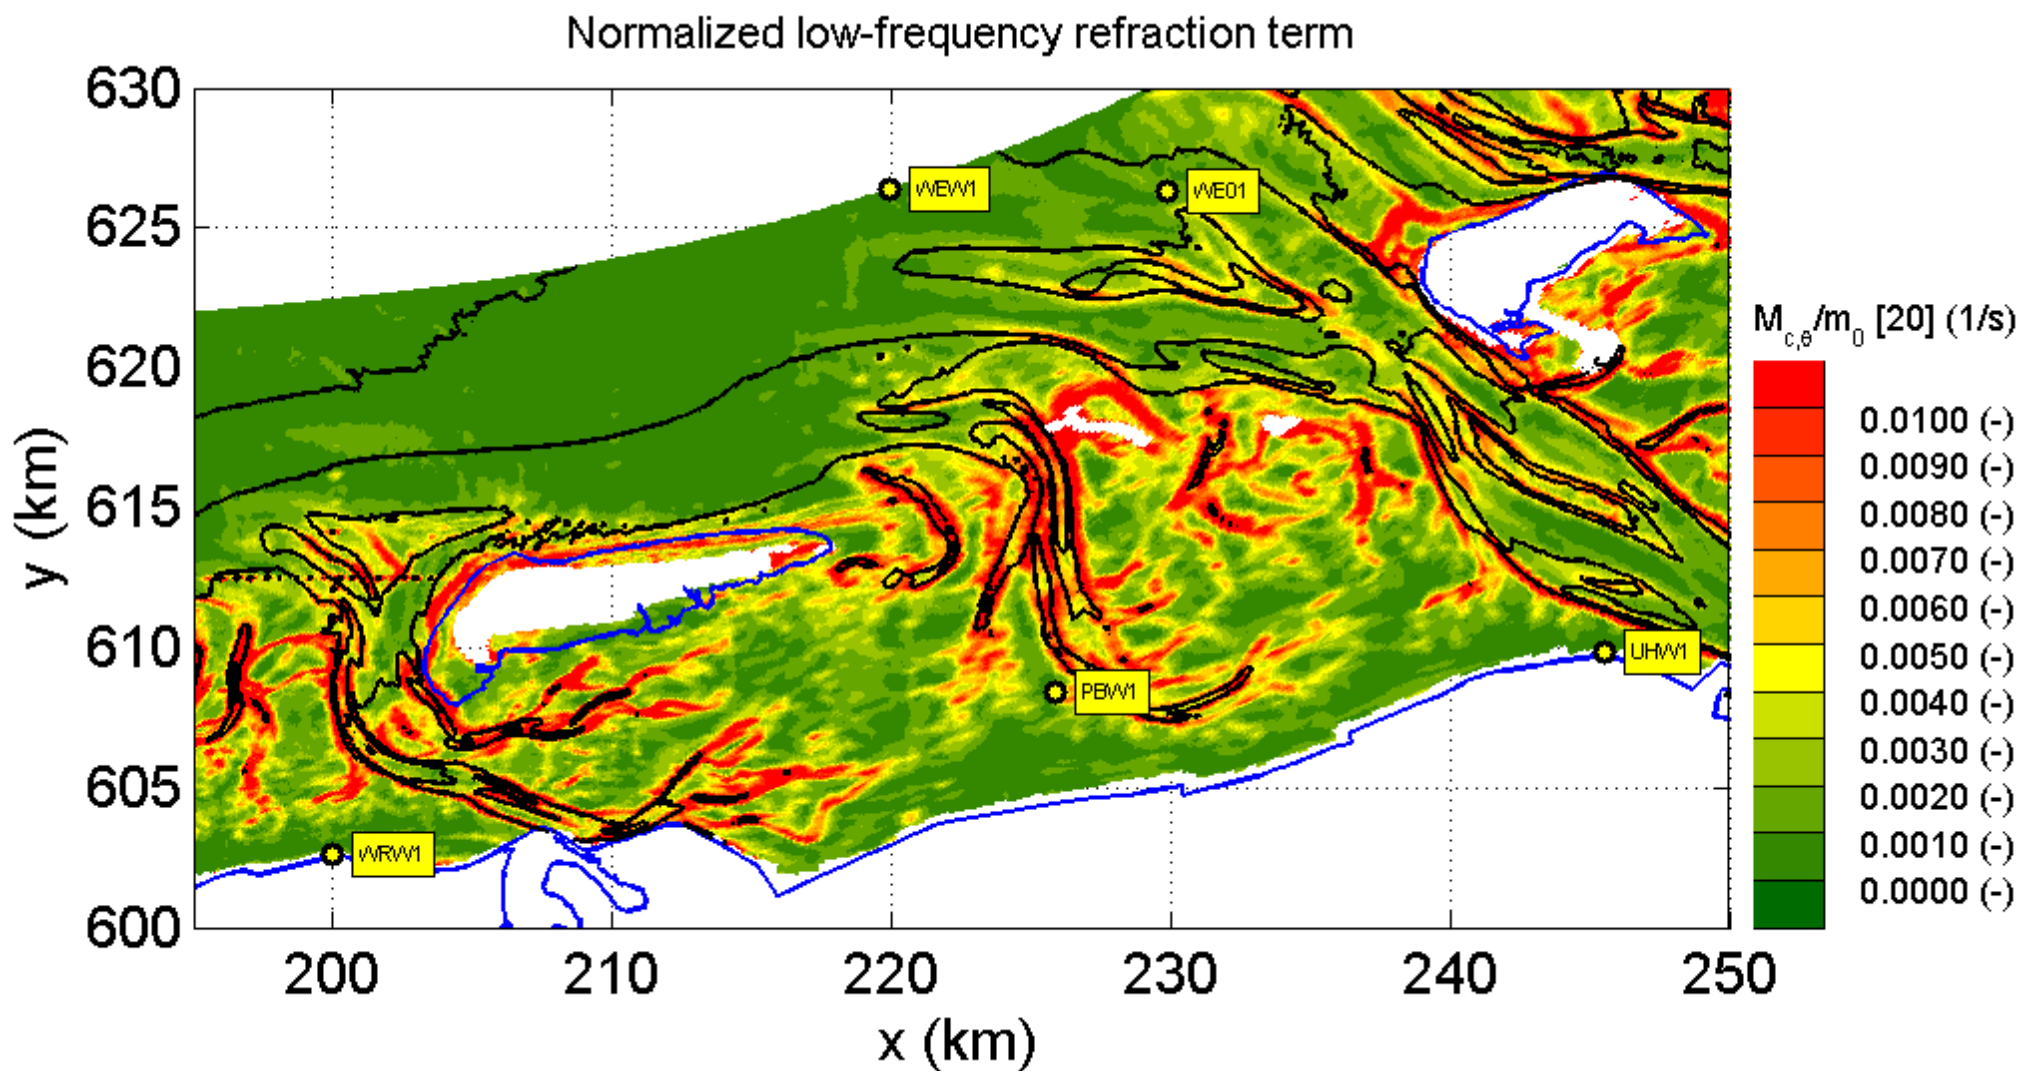 Normalized low-frequency refraction term
630
625
620
615
610
605
600
y (km)
200 210 220 230 240 250
x (km)
WEW1
WE01
UHW1
PBW1
WRW1
M_c,θ/m_0 [20] (1/s)
0.0100 (-)
0.0090 (-)
0.0080 (-)
0.0070 (-)
0.0060 (-)
0.0050 (-)
0.0040 (-)
0.0030 (-)
0.0020 (-)
0.0010 (-)
0.0000 (-)